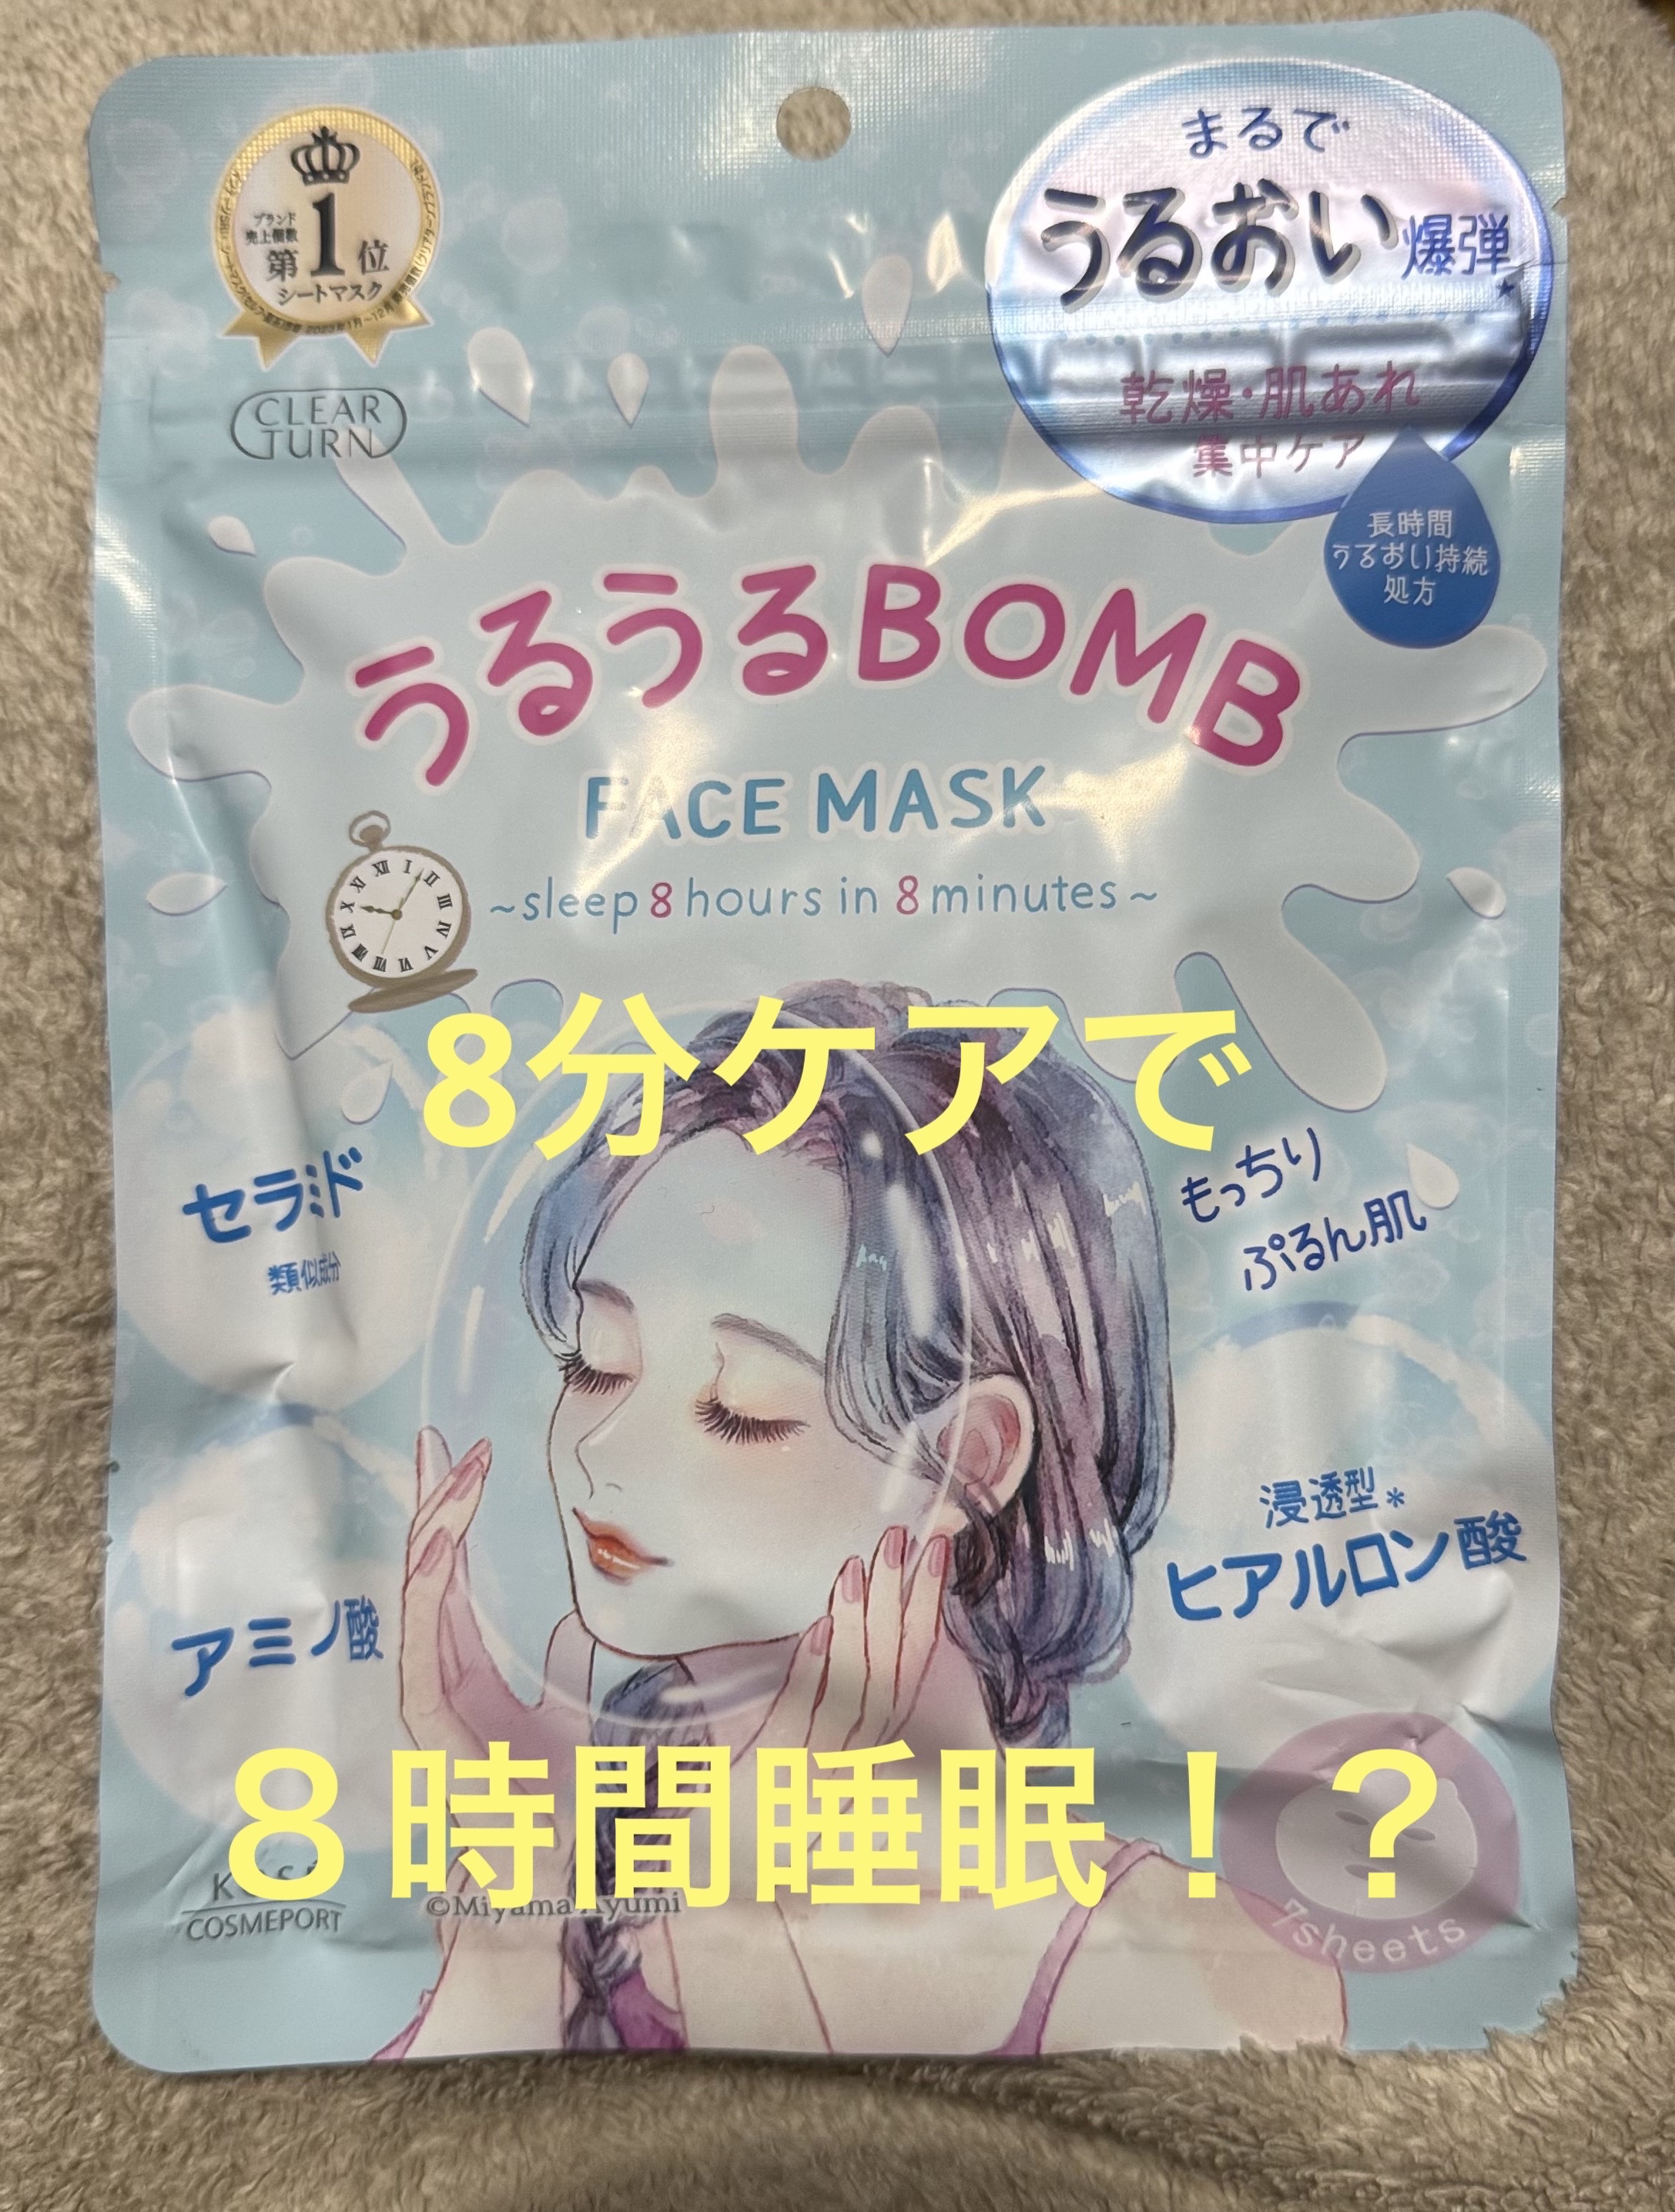 ブランド
売上個数
第1位
シートマスク
CLEAR
TURN
まるで
うるおい爆弾
乾燥・肌あれ
集中ケア
長時間
うるおい持続
処方
うるうるBOMB
FACE MASK
~sleep 8 hours in 8 minutes~
8分ケアで
セラミド
類似成分
もっちり
ぷるん肌
浸透型*
ヒアルロン酸
アミノ酸
８時間睡眠！？
COSMEPORT
©Miyama Ayumi
7sheets